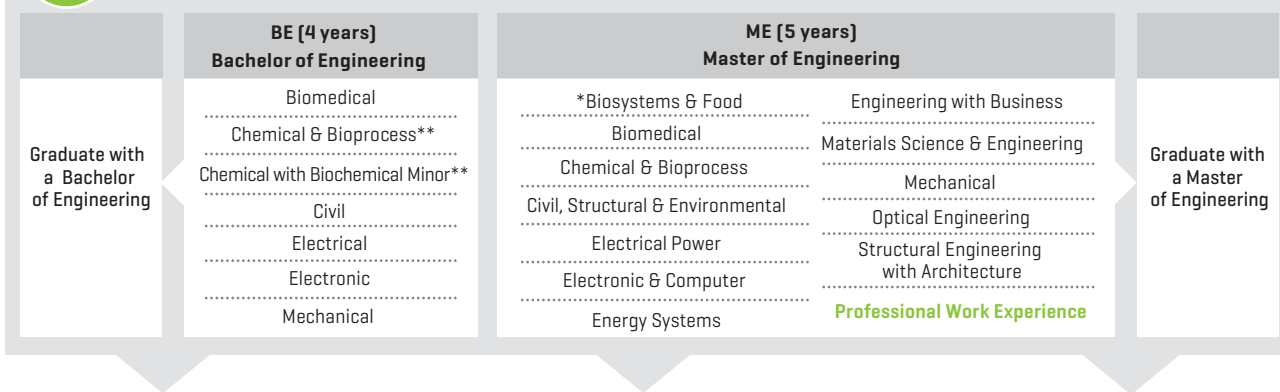 BE (4 years)
Bachelor of Engineering
ME (5 years)
Master of Engineering
Graduate with
a Bachelor
of Engineering
Biomedical
Chemical & Bioprocess**
Chemical with Biochemical Minor**
Civil
Electrical
Electronic
Mechanical
*Biosystems & Food
Biomedical
Chemical & Bioprocess
Civil, Structural & Environmental
Electrical Power
Electronic & Computer
Energy Systems
Engineering with Business
Materials Science & Engineering
Mechanical
Optical Engineering
Structural Engineering
with Architecture
Professional Work Experience
Graduate with
a Master
of Engineering